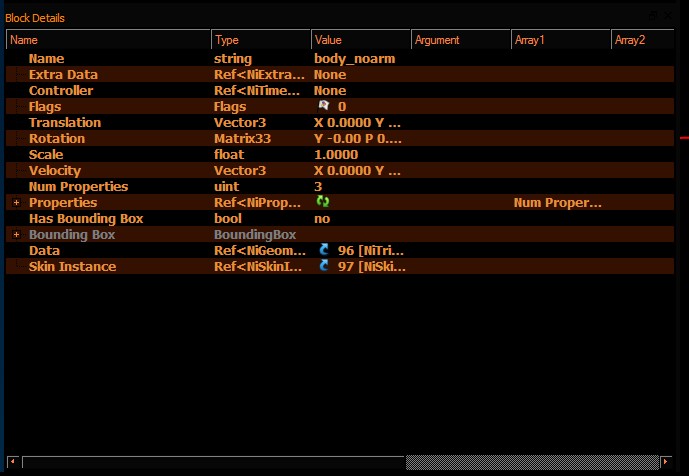 Block Details
Name Type Value Argument Array1 Array2
Name string body_noarm
Extra Data Ref<NiExtra... None
Controller Ref<NiTime... None
Flags Flags 0
Translation Vector3 X 0.0000 Y ...
Rotation Matrix33 Y -0.00 P 0....
Scale float 1.0000
Velocity Vector3 X 0.0000 Y ...
Num Properties uint 3
Properties Ref<NiProp... Num Proper...
Has Bounding Box bool no
Bounding Box BoundingBox
Data Ref<NiGeom... 96 [NiTri...
Skin Instance Ref<NiSkinI... 97 [NiSki...